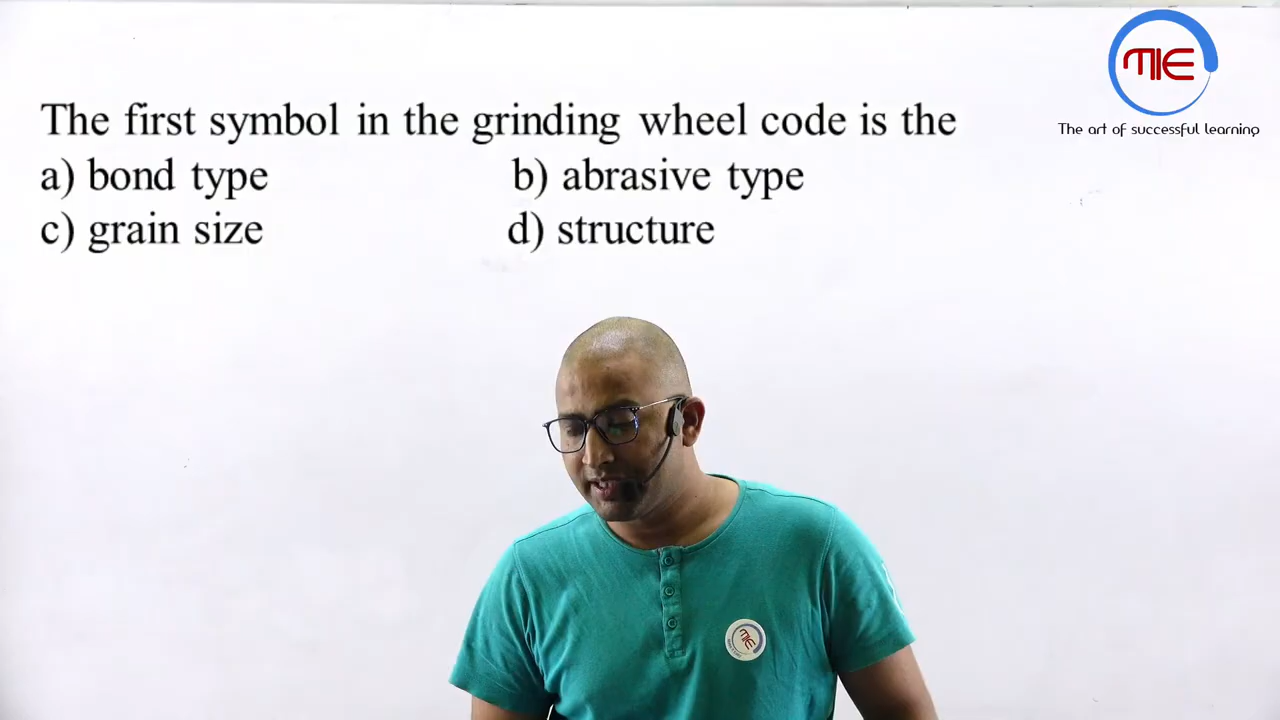 MIE
The art of successful learning
The first symbol in the grinding wheel code is the
a) bond type b) abrasive type
c) grain size d) structure
MIE